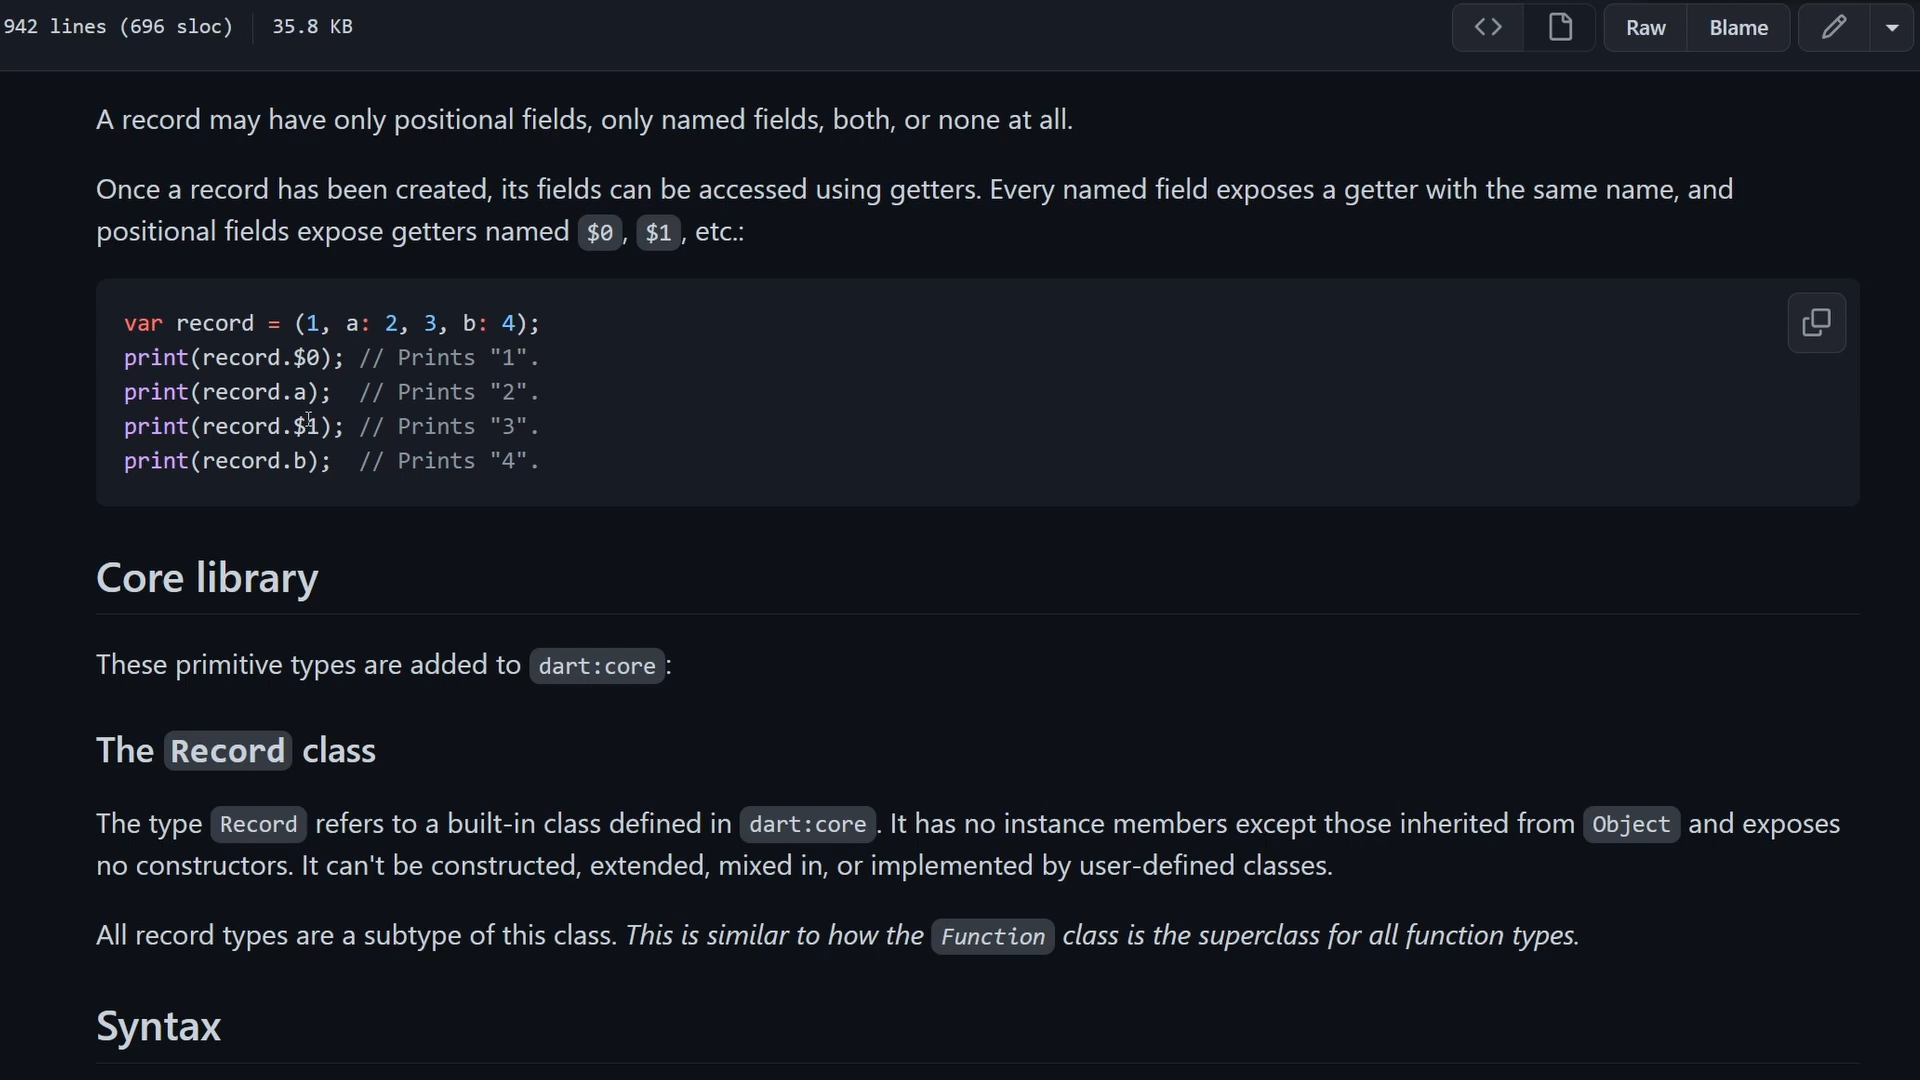 942 lines (696 sloc) 35.8 KB
Raw Blame
A record may have only positional fields, only named fields, both, or none at all.
Once a record has been created, its fields can be accessed using getters. Every named field exposes a getter with the same name, and
positional fields expose getters named $0, $1, etc.:
var record = (1, a: 2, 3, b: 4);
print(record.$0); // Prints "1".
print(record.a);  // Prints "2".
print(record.$1); // Prints "3".
print(record.b);  // Prints "4".
Core library
These primitive types are added to dart:core:
The Record class
The type Record refers to a built-in class defined in dart:core. It has no instance members except those inherited from Object and exposes
no constructors. It can't be constructed, extended, mixed in, or implemented by user-defined classes.
All record types are a subtype of this class. This is similar to how the Function class is the superclass for all function types.
Syntax